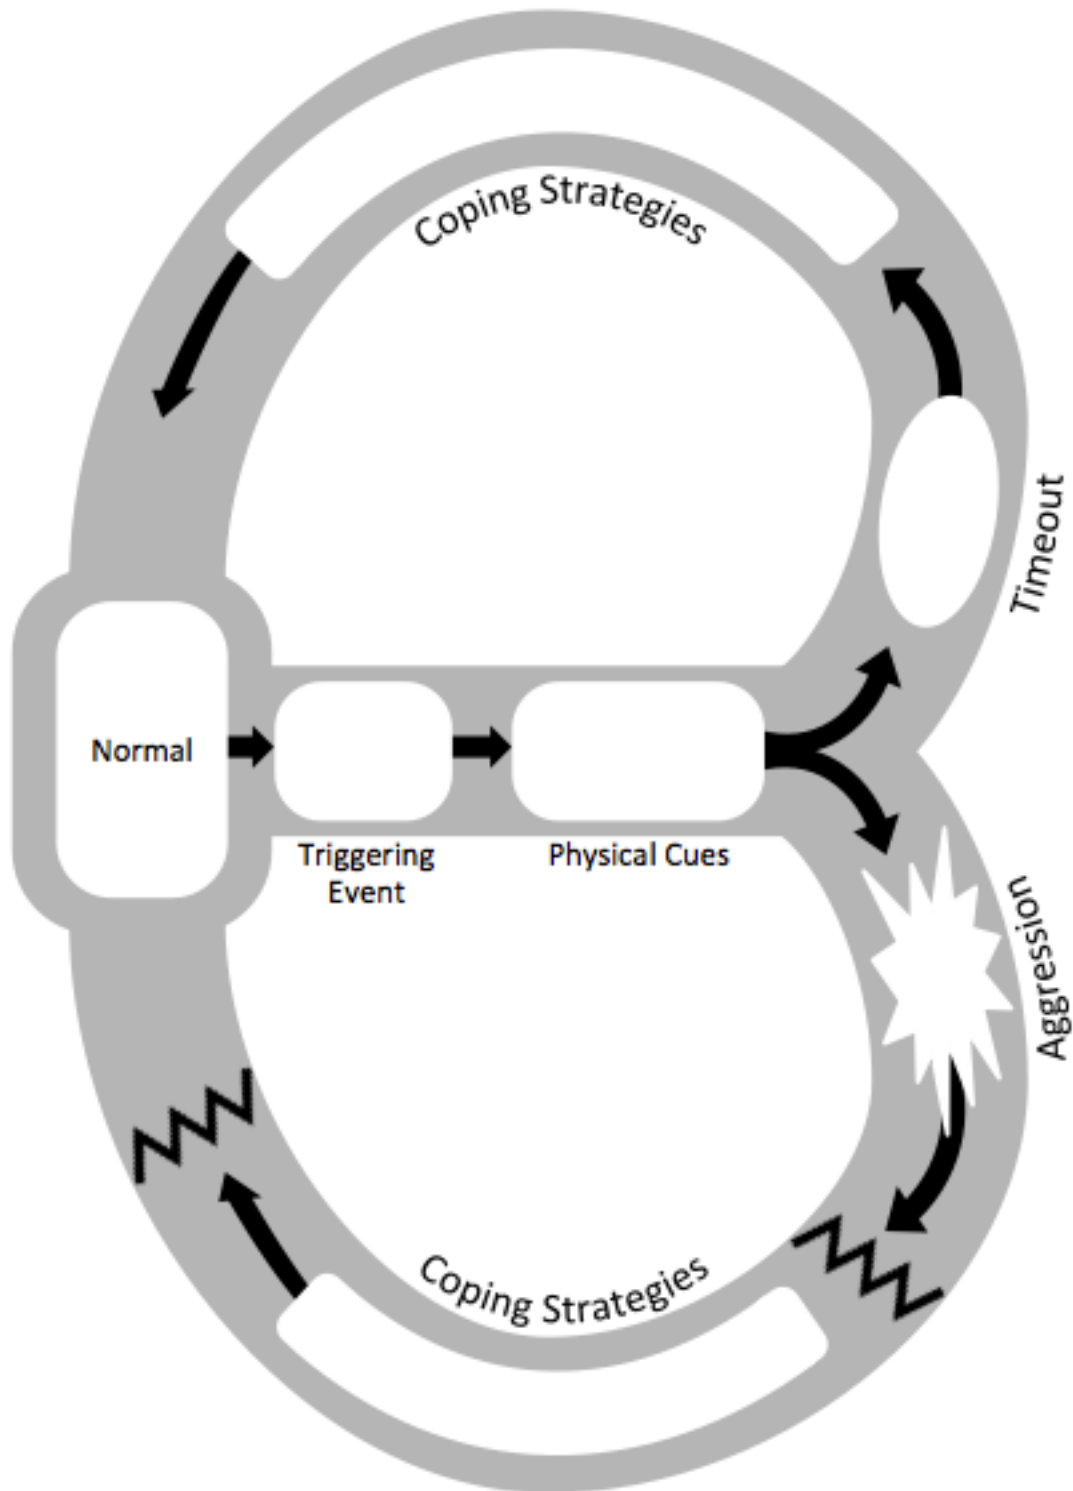 Coping Strategies
Timeout
Normal
Triggering
Event
Physical Cues
Aggression
Coping Strategies